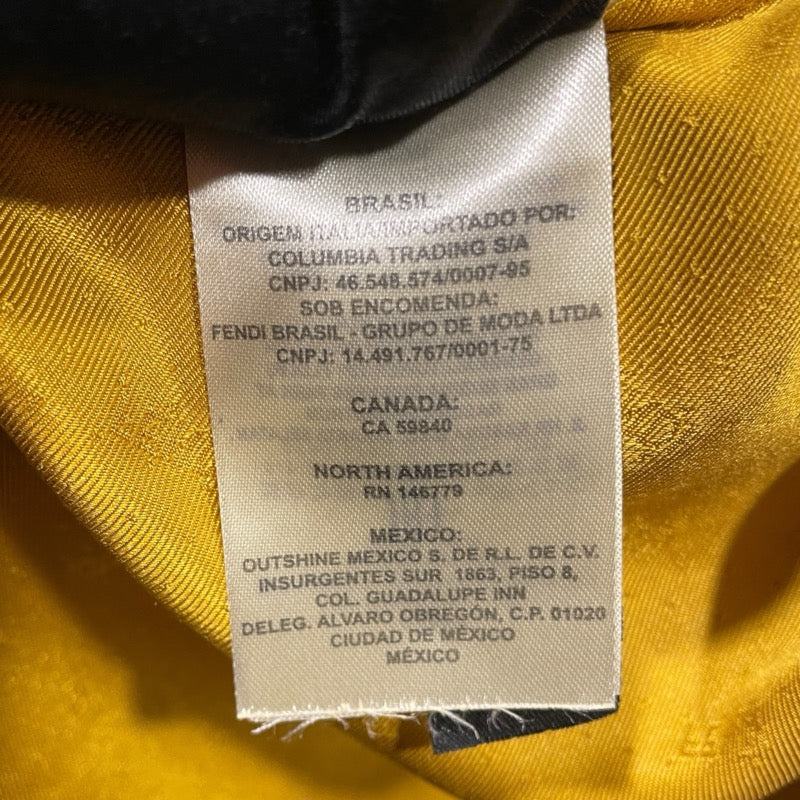 BRASIL:
ORIGEM ITALIA/IMPORTADO POR:
COLUMBIA TRADING S/A
CNPJ: 46.548.574/0007-95
SOB ENCOMENDA:
FENDI BRASIL - GRUPO DE MODA LTDA
CNPJ: 14.491.767/0001-75
CANADA:
CA 59840
NORTH AMERICA:
RN 146779
MEXICO:
OUTSHINE MEXICO S. DE R.L. DE C.V.
INSURGENTES SUR 1863, PISO 8,
COL. GUADALUPE INN
DELEG. ALVARO OBREGÓN, C.P. 01020
CIUDAD DE MÉXICO
MÉXICO